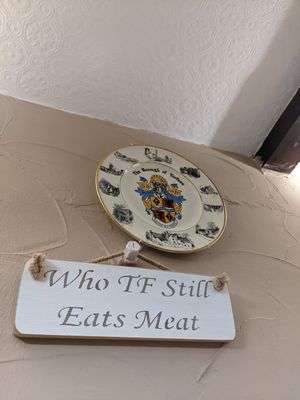 The Borough of
Who TF Still
Eats Meat